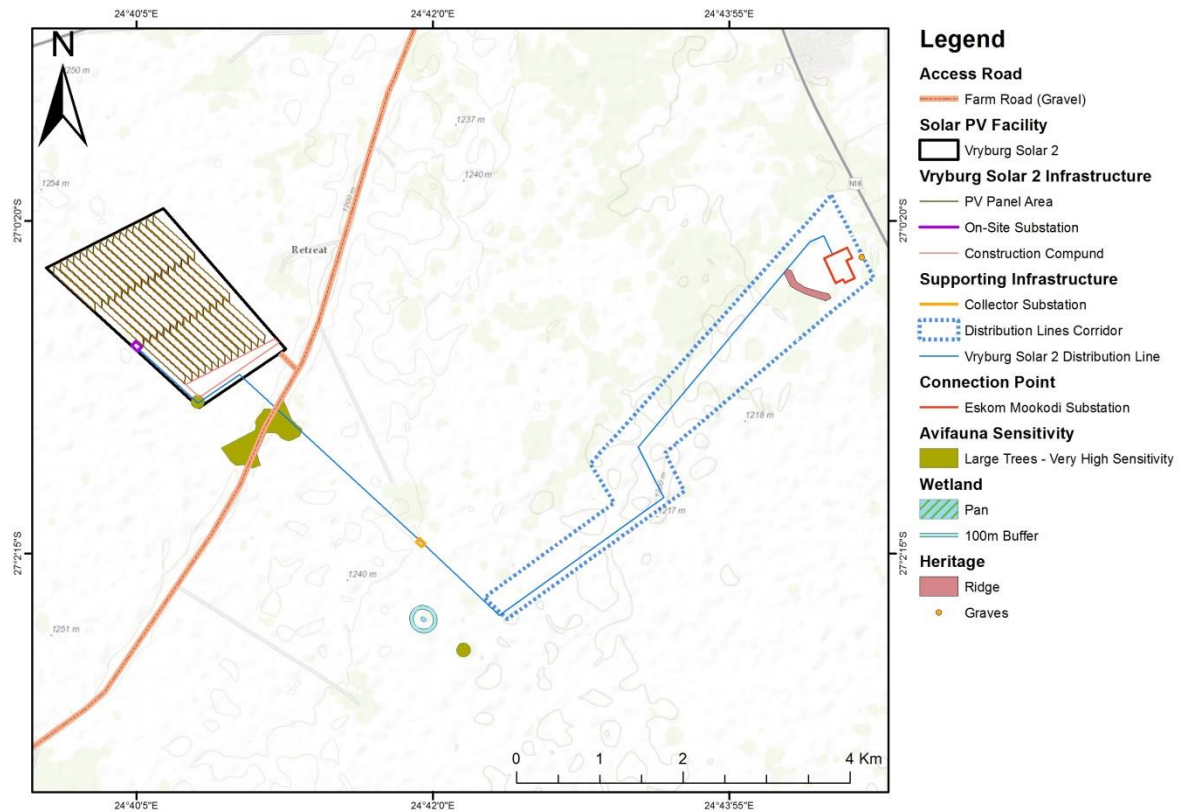 24°40'5"E
24°42'0"E
24°43'55"E
N
1250 m
1237 m
1240 m
1254 m
1200 m
N18
27°0'20"S
27°0'20"S
Retreat
1218 m
1217 m
27°2'15"S
27°2'15"S
1240 m
1251 m
0 1 2 4 Km
24°40'5"E
24°42'0"E
24°43'55"E
Legend
Access Road
Farm Road (Gravel)
Solar PV Facility
Vryburg Solar 2
Vryburg Solar 2 Infrastructure
PV Panel Area
On-Site Substation
Construction Compund
Supporting Infrastructure
Collector Substation
Distribution Lines Corridor
Vryburg Solar 2 Distribution Line
Connection Point
Eskom Mookodi Substation
Avifauna Sensitivity
Large Trees - Very High Sensitivity
Wetland
Pan
100m Buffer
Heritage
Ridge
Graves